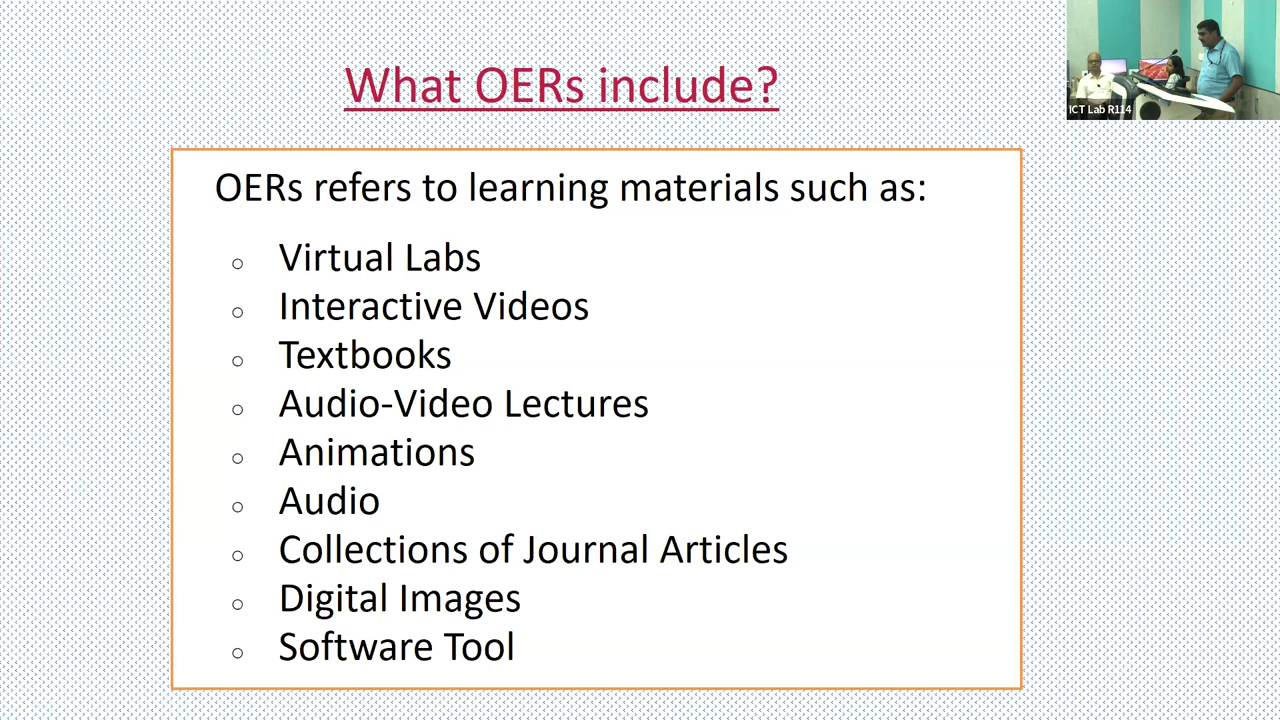 What OERs include?
ICT Lab R114
OERs refers to learning materials such as:
Virtual Labs
Interactive Videos
Textbooks
Audio-Video Lectures
Animations
Audio
Collections of Journal Articles
Digital Images
Software Tool